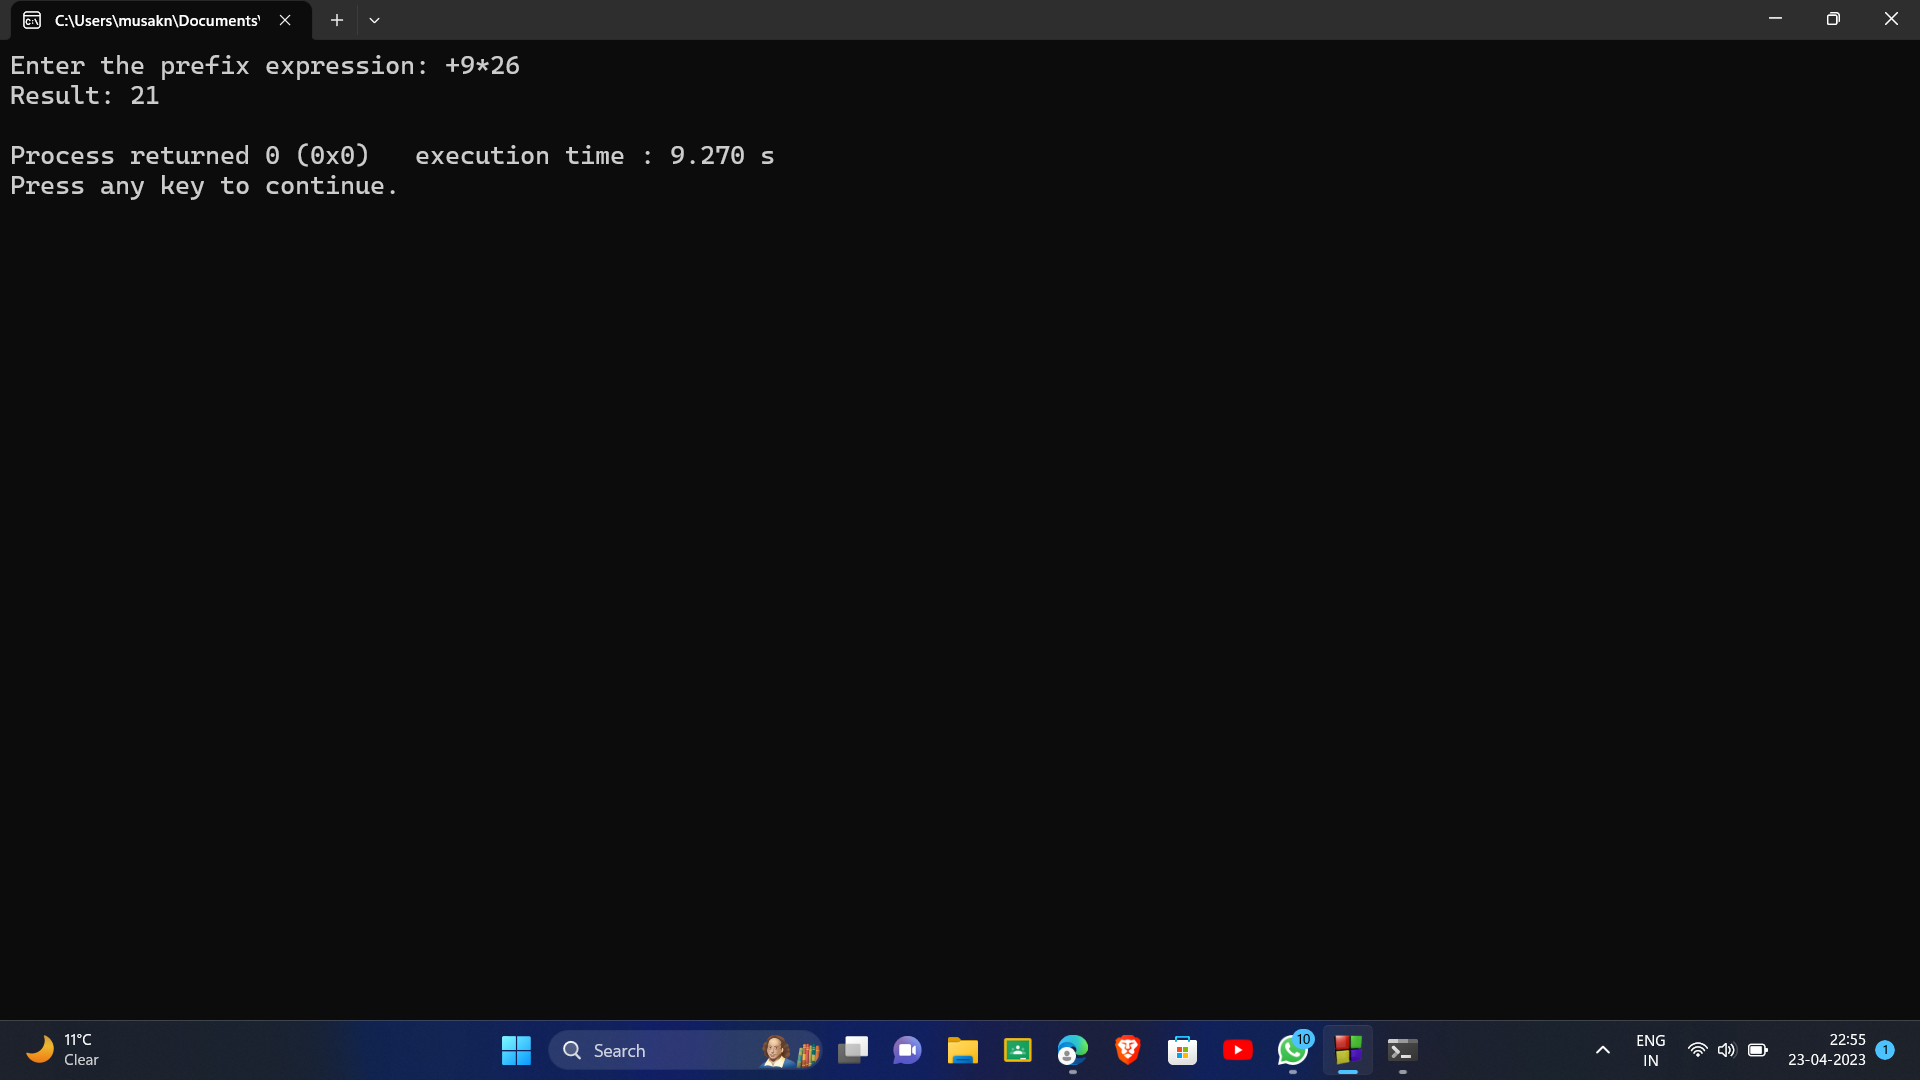 C:\Users\musakn\Documents\
Enter the prefix expression: +9*26
Result: 21
Process returned 0 (0x0)   execution time : 9.270 s
Press any key to continue.
11°C
Clear
Search
10
ENG
IN
22:55
23-04-2023
1